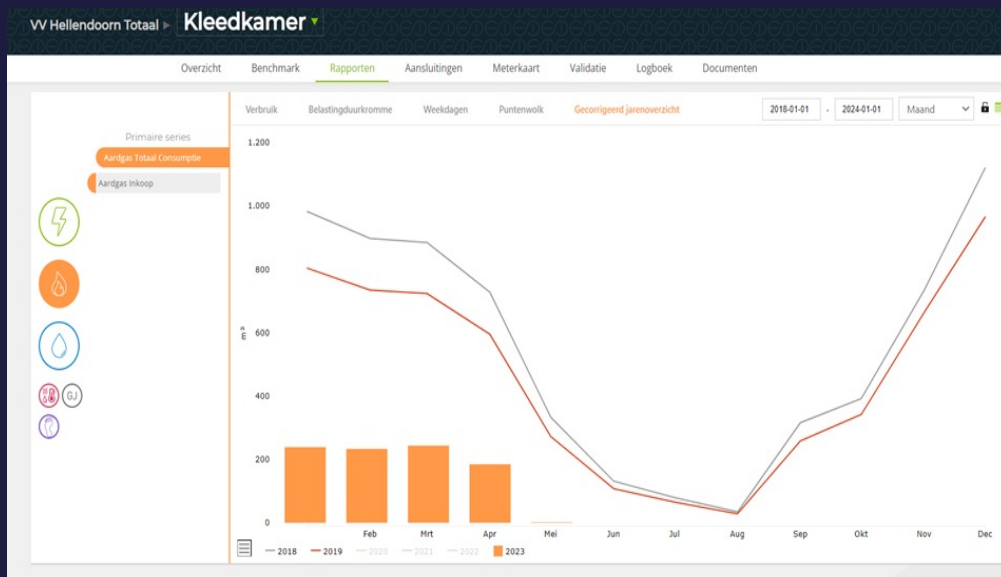 VV Hellendoorn Totaal ▸ Kleedkamer ▾
Overzicht Benchmark Rapporten Aansluitingen Meterkaart Validatie Logboek Documenten
Verbruik Belastingduurkromme Weekdagen Puntenwolk Gecorrigeerd jarenoverzicht 2018-01-01 - 2024-01-01 Maand
Primaire series
Aardgas Totaal Consumptie
Aardgas Inkoop
GJ
1.200
1.000
800
m³ 600
400
200
0
Feb Mrt Apr Mei Jun Jul Aug Sep Okt Nov Dec
2018 2019 2020 2021 2022 2023